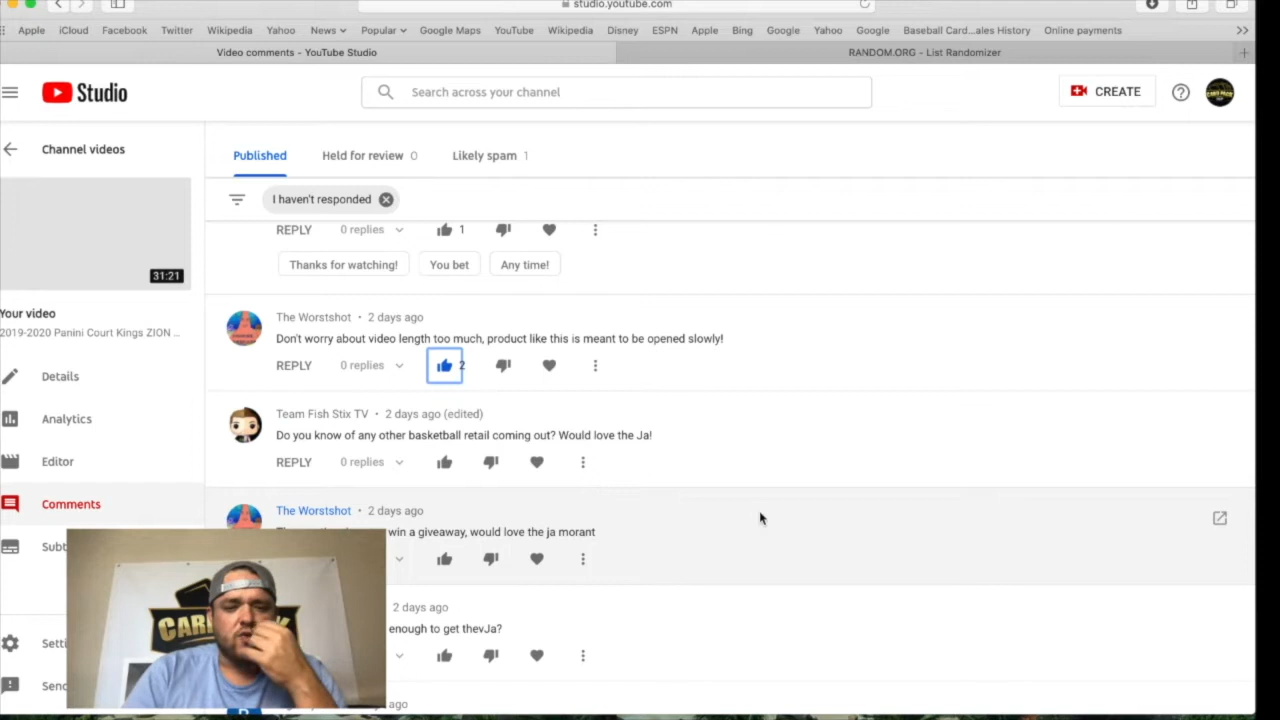 studio.youtube.com
Apple iCloud Facebook Twitter Wikipedia Yahoo News Popular Google Maps YouTube Wikipedia Disney ESPN Apple Bing Google Yahoo Google Baseball Card...ales History Online payments
Video comments - YouTube Studio
RANDOM.ORG - List Randomizer
Studio
Search across your channel
CREATE
Channel videos
31:21
Your video
2019-2020 Panini Court Kings ZION ...
Details
Analytics
Editor
Comments
Subt
Setti
Send
Published Held for review 0 Likely spam 1
I haven't responded
REPLY 0 replies 1
Thanks for watching! You bet Any time!
The Worstshot • 2 days ago
Don't worry about video length too much, product like this is meant to be opened slowly!
REPLY 0 replies 2
Team Fish Stix TV • 2 days ago (edited)
Do you know of any other basketball retail coming out? Would love the Ja!
REPLY 0 replies
The Worstshot • 2 days ago
win a giveaway, would love the ja morant
2 days ago
enough to get thevJa?
ago